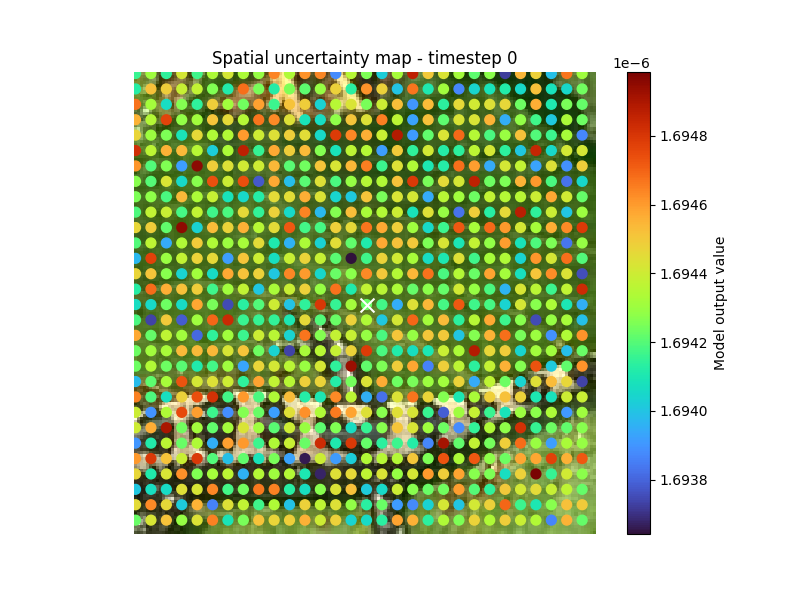 Spatial uncertainty map - timestep 0
1e−6
1.6948
1.6946
1.6944
1.6942
1.6940
1.6938
Model output value